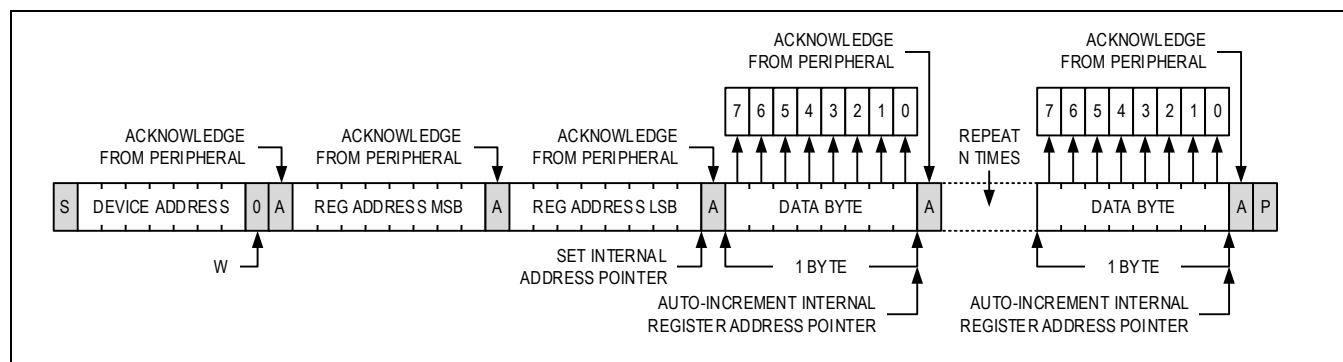 ACKNOWLEDGE
FROM PERIPHERAL
ACKNOWLEDGE
FROM PERIPHERAL
7 6 5 4 3 2 1 0
7 6 5 4 3 2 1 0
ACKNOWLEDGE
FROM PERIPHERAL
ACKNOWLEDGE
FROM PERIPHERAL
ACKNOWLEDGE
FROM PERIPHERAL
REPEAT
N TIMES
S DEVICE ADDRESS 0 A REG ADDRESS MSB A REG ADDRESS LSB A DATA BYTE A DATA BYTE A P
W
SET INTERNAL
ADDRESS POINTER
1 BYTE
1 BYTE
AUTO-INCREMENT INTERNAL
REGISTER ADDRESS POINTER
AUTO-INCREMENT INTERNAL
REGISTER ADDRESS POINTER